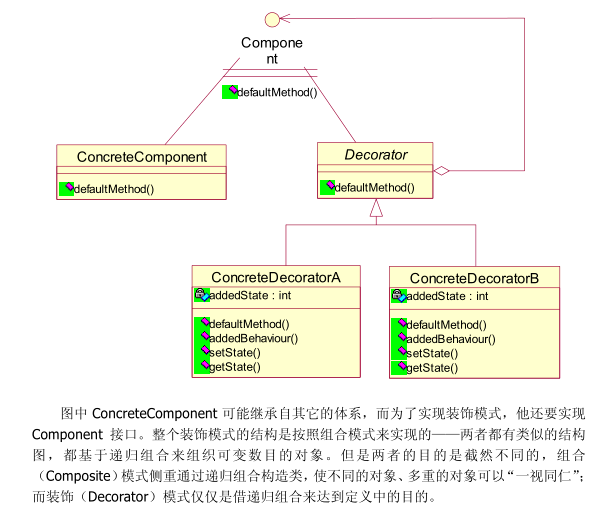 Compone
nt
defaultMethod()
ConcreteComponent
defaultMethod()
Decorator
defaultMethod()
ConcreteDecoratorA
addedState : int
defaultMethod()
addedBehaviour()
setState()
getState()
ConcreteDecoratorB
addedState : int
defaultMethod()
addedBehaviour()
setState()
getState()
图中 ConcreteComponent 可能继承自其它的体系，而为了实现装饰模式，他还要实现
Component 接口。整个装饰模式的结构是按照组合模式来实现的——两者都有类似的结构
图，都基于递归组合来组织可变数目的对象。但是两者的目的是截然不同的，组合
（Composite）模式侧重通过递归组合构造类，使不同的对象、多重的对象可以“一视同仁”；
而装饰（Decorator）模式仅仅是借递归组合来达到定义中的目的。